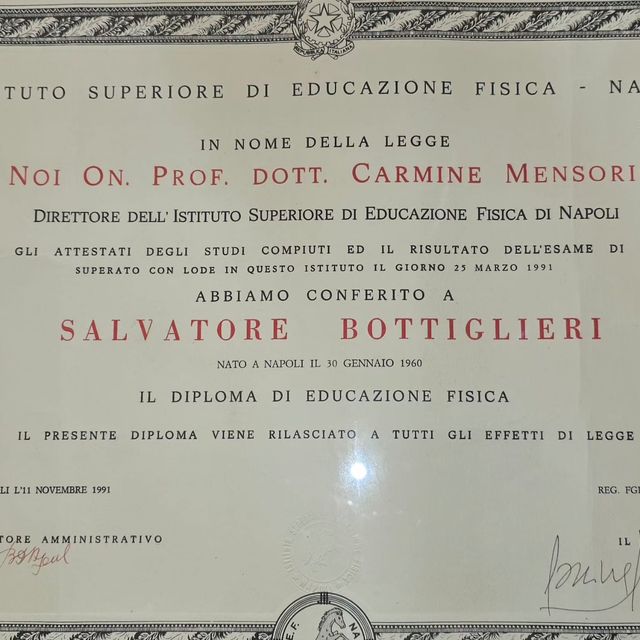 REPUBBLICA ITALIANA
TUTO SUPERIORE DI EDUCAZIONE FISICA - NA
IN NOME DELLA LEGGE
NOI ON. PROF. DOTT. CARMINE MENSORI
DIRETTORE DELL'ISTITUTO SUPERIORE DI EDUCAZIONE FISICA DI NAPOLI
GLI ATTESTATI DEGLI STUDI COMPIUTI ED IL RISULTATO DELL'ESAME DI
SUPERATO CON LODE IN QUESTO ISTITUTO IL GIORNO 25 MARZO 1991
ABBIAMO CONFERITO A
SALVATORE BOTTIGLIERI
NATO A NAPOLI IL 30 GENNAIO 1960
IL DIPLOMA DI EDUCAZIONE FISICA
IL PRESENTE DIPLOMA VIENE RILASCIATO A TUTTI GLI EFFETTI DI LEGGE
LI L'11 NOVEMBRE 1991
REG. FG
TORE AMMINISTRATIVO
IL
E.F. NA